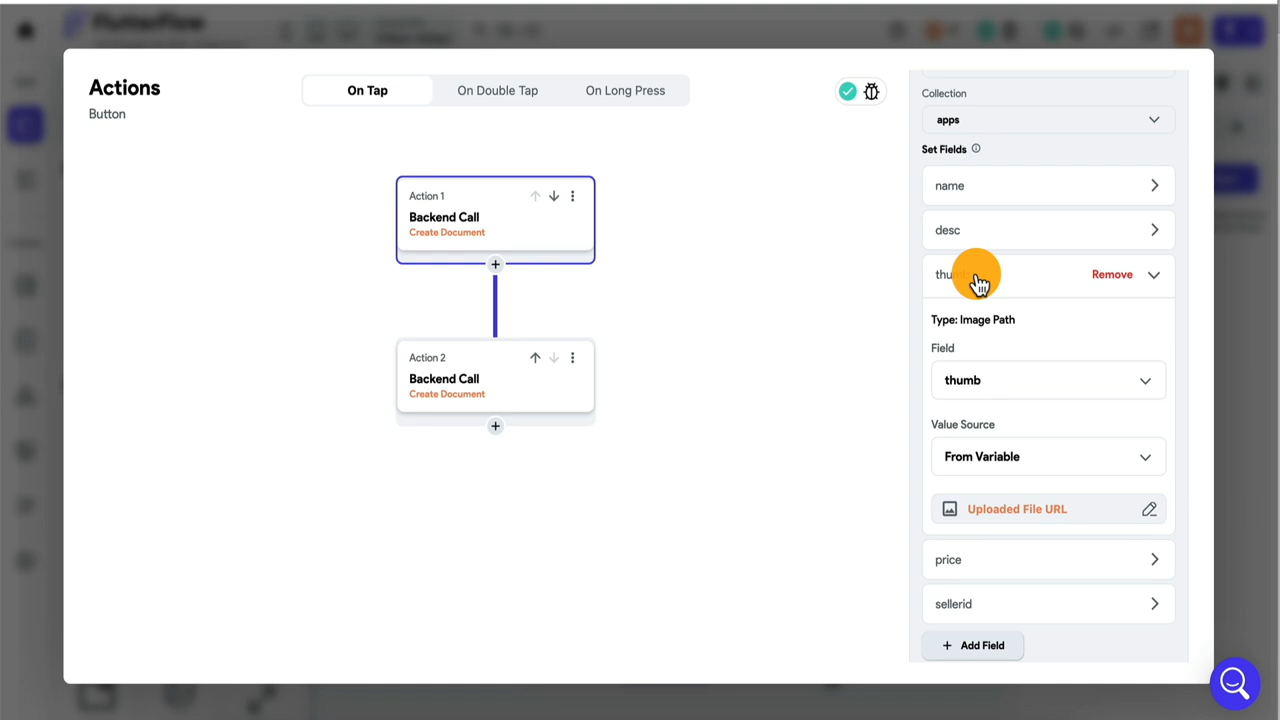 FlutterFlow
Actions
Button
On Tap
On Double Tap
On Long Press
Action 1
Backend Call
Create Document
Action 2
Backend Call
Create Document
Collection
apps
Set Fields
name
desc
thu
Remove
Type: Image Path
Field
thumb
Value Source
From Variable
Uploaded File URL
price
sellerid
+ Add Field